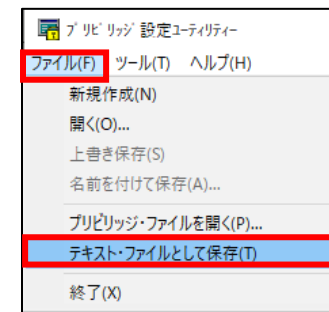 プリビリッジ 設定ユーティリティー
ファイル(F) ツール(T) ヘルプ(H)
新規作成(N)
開く(O)...
上書き保存(S)
名前を付けて保存(A)...
プリビリッジ・ファイルを開く(P)...
テキスト・ファイルとして保存(T)
終了(X)